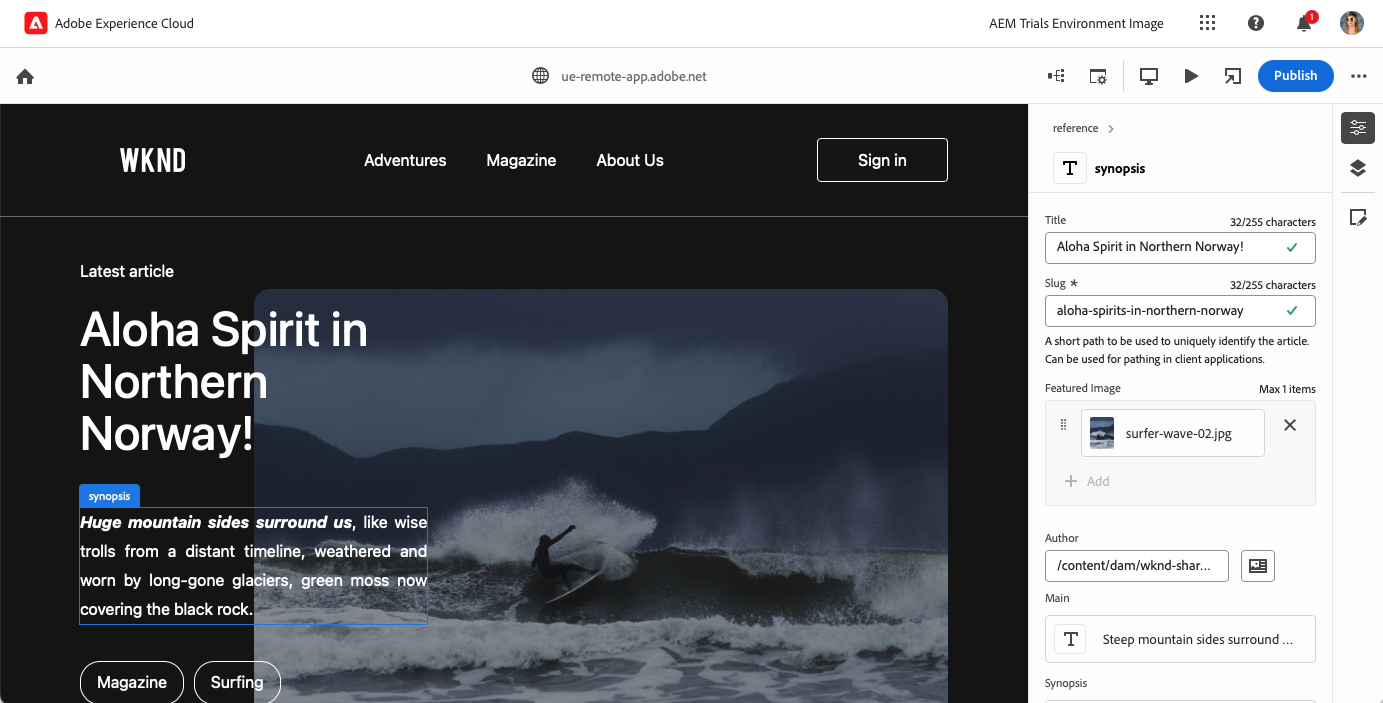 Adobe Experience Cloud
AEM Trials Environment Image
1
ue-remote-app.adobe.net
Publish
WKND
Adventures
Magazine
About Us
Sign in
Latest article
Aloha Spirit in
Northern
Norway!
synopsis
Huge mountain sides surround us, like wise
trolls from a distant timeline, weathered and
worn by long-gone glaciers, green moss now
covering the black rock.
Magazine
Surfing
reference
T synopsis
Title
32/255 characters
Aloha Spirit in Northern Norway!
Slug *
32/255 characters
aloha-spirits-in-northern-norway
A short path to be used to uniquely identify the article.
Can be used for pathing in client applications.
Featured Image
Max 1 items
surfer-wave-02.jpg
Add
Author
/content/dam/wknd-shar...
Main
T Steep mountain sides surround ...
Synopsis